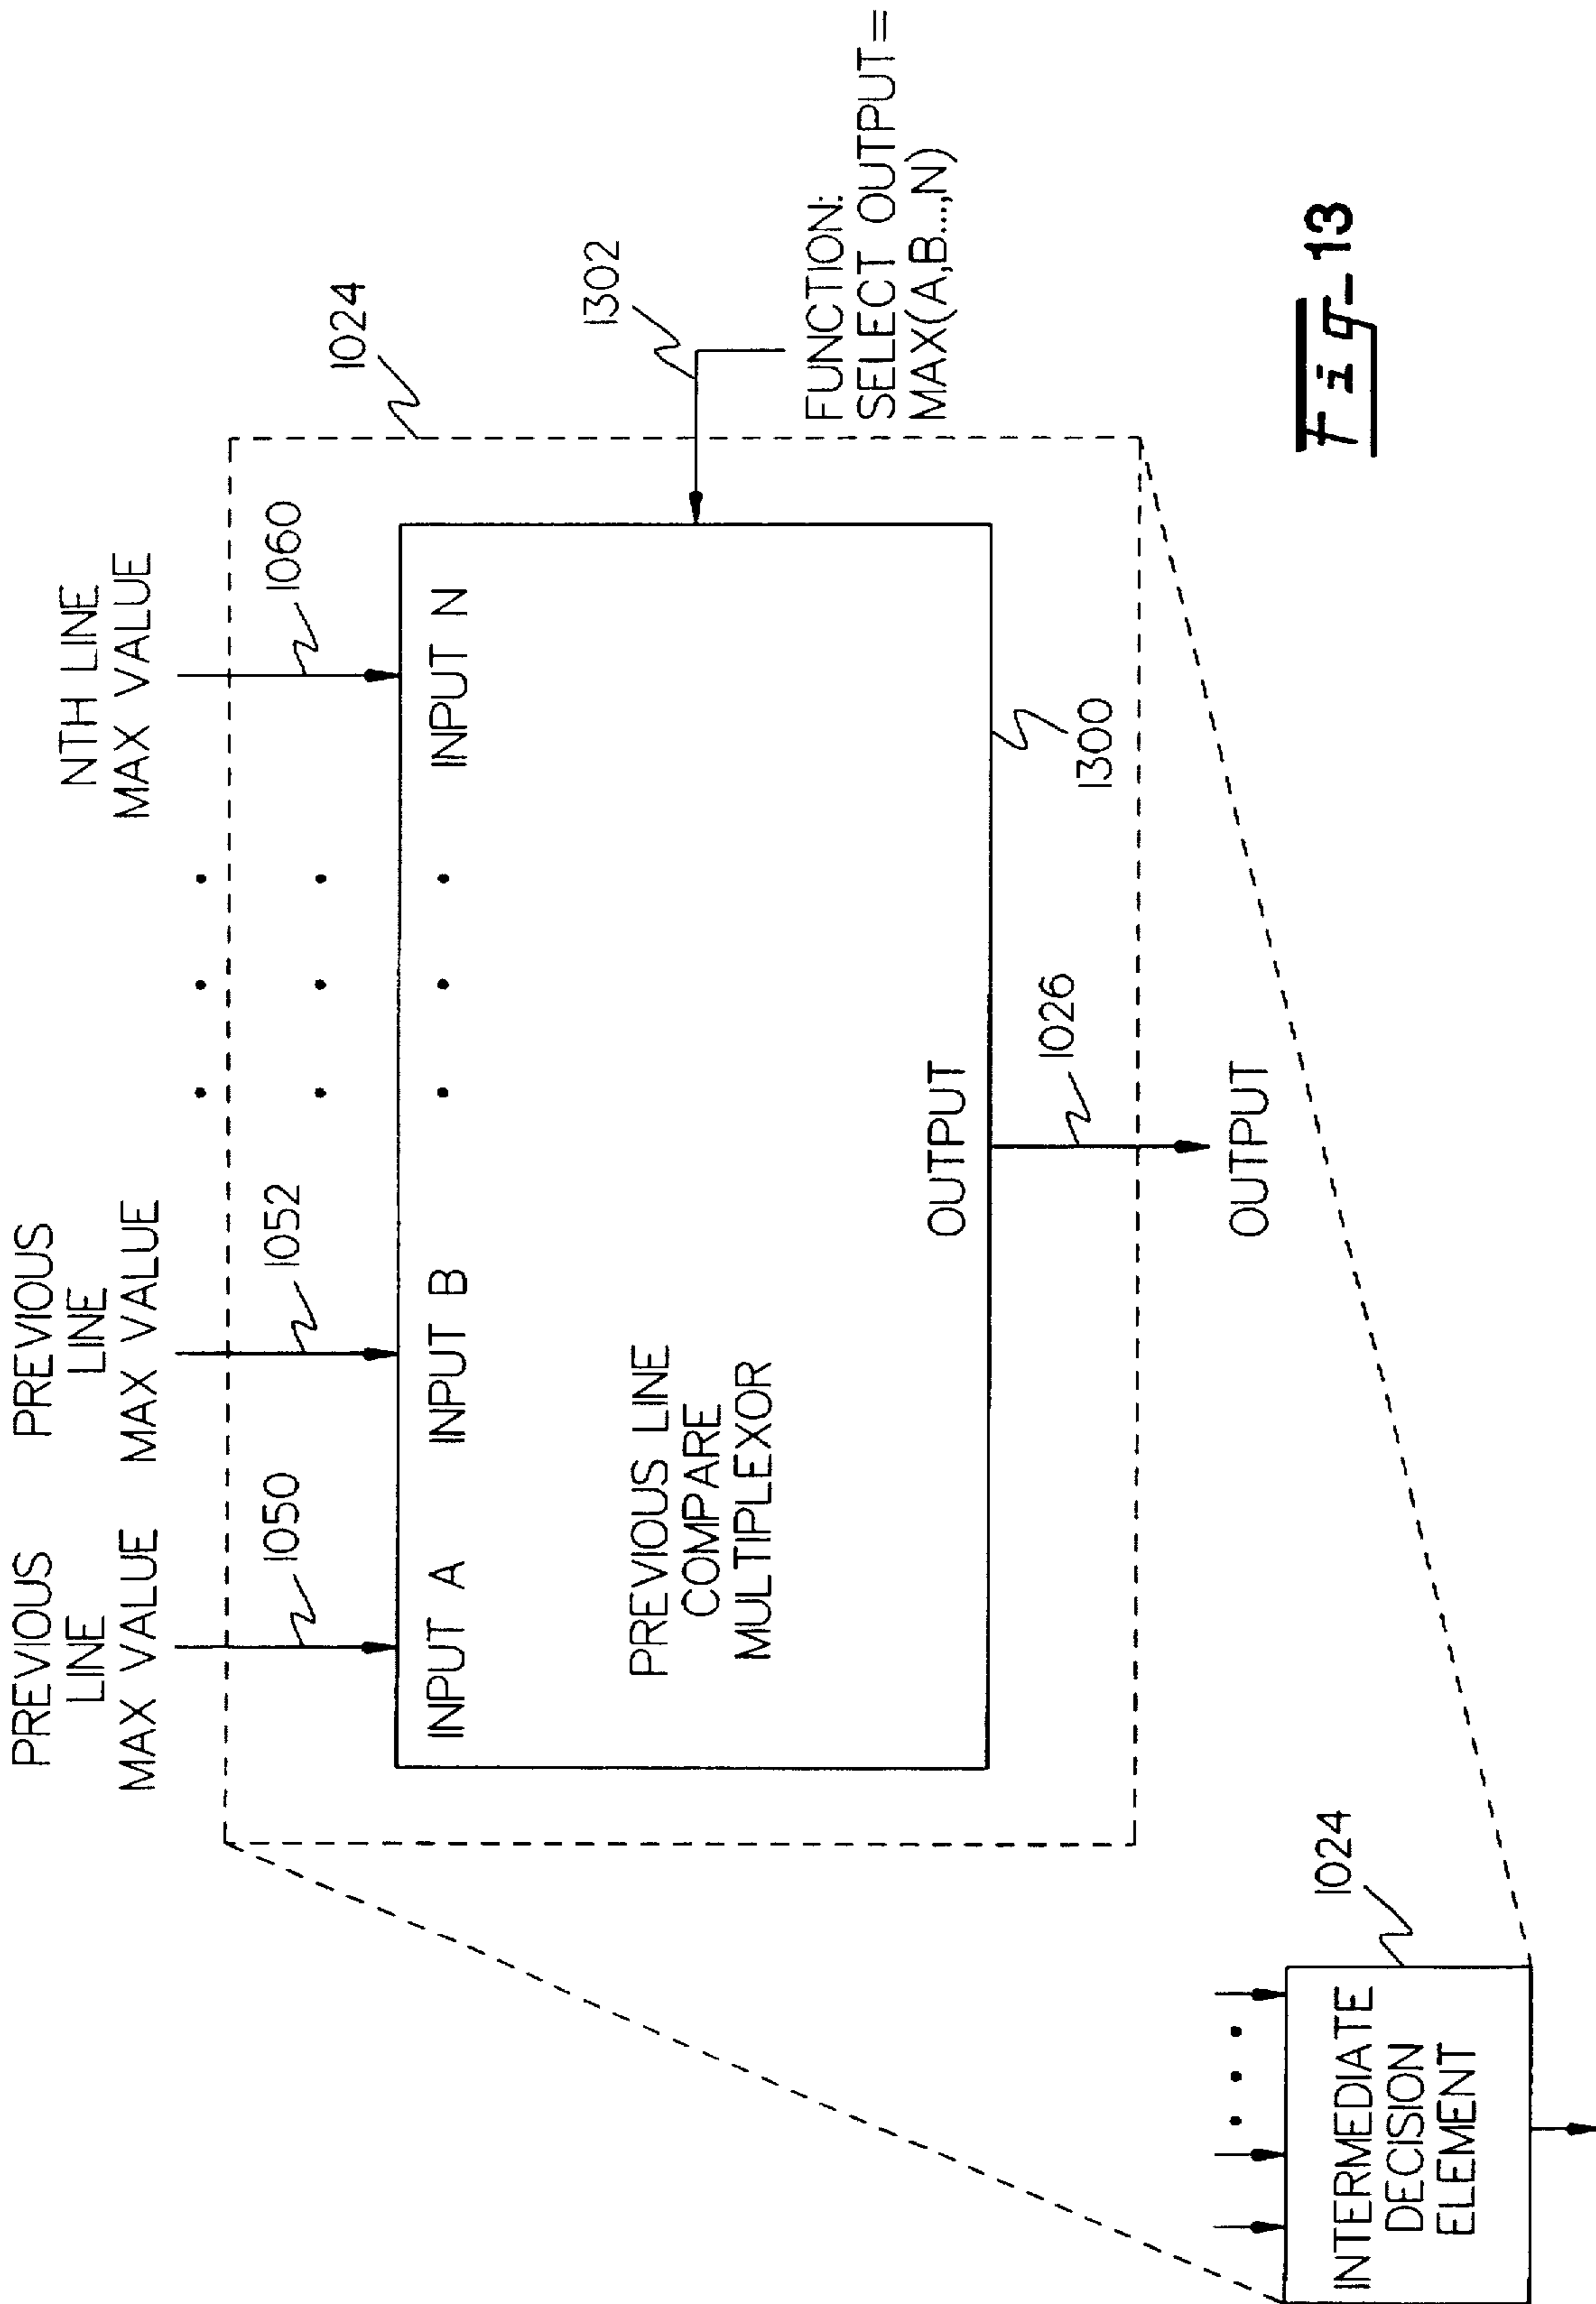 PREVIOUS
LINE
MAX VALUE
PREVIOUS
LINE
MAX VALUE
NTH LINE
MAX VALUE
1050
1052
1060
1024
INPUT A
INPUT B
INPUT N
1302
PREVIOUS LINE
COMPARE
MULTIPLEXOR
FUNCTION:
SELECT OUTPUT=
MAX(A,B...,N)
OUTPUT
1300
1026
OUTPUT
1024
INTERMEDIATE
DECISION
ELEMENT
Fig-13